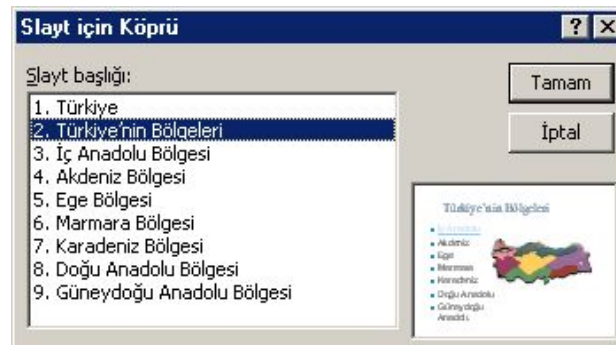 Slayt için Köprü
Slayt başlığı:
1. Türkiye
2. Türkiye'nin Bölgeleri
3. İç Anadolu Bölgesi
4. Akdeniz Bölgesi
5. Ege Bölgesi
6. Marmara Bölgesi
7. Karadeniz Bölgesi
8. Doğu Anadolu Bölgesi
9. Güneydoğu Anadolu Bölgesi
Tamam
İptal
Türkiye'nin Bölgeleri
İç Anadolu
Akdeniz
Ege
Marmara
Karadeniz
Doğu Anadolu
Güneydoğu